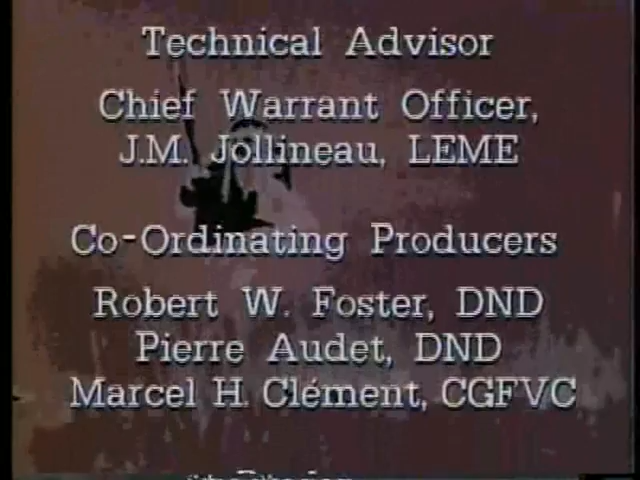 Technical Advisor
Chief Warrant Officer,
J.M. Jollineau, LEME
Co-Ordinating Producers
Robert W. Foster, DND
Pierre Audet, DND
Marcel H. Clément, CGFVC